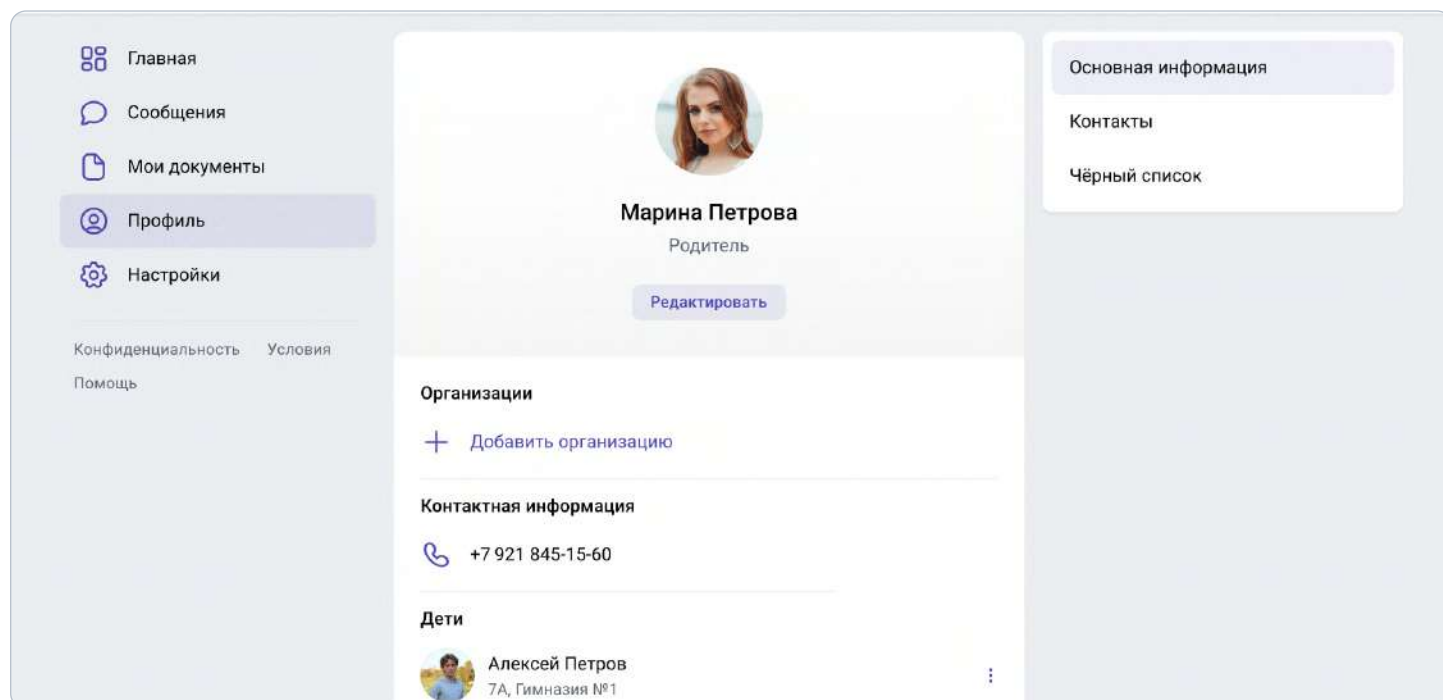 Главная
Сообщения
Мои документы
Профиль
Настройки
Конфиденциальность Условия
Помощь
Марина Петрова
Родитель
Редактировать
Организации
Добавить организацию
Контактная информация
+7 921 845-15-60
Дети
Алексей Петров
7А, Гимназия №1
Основная информация
Контакты
Чёрный список